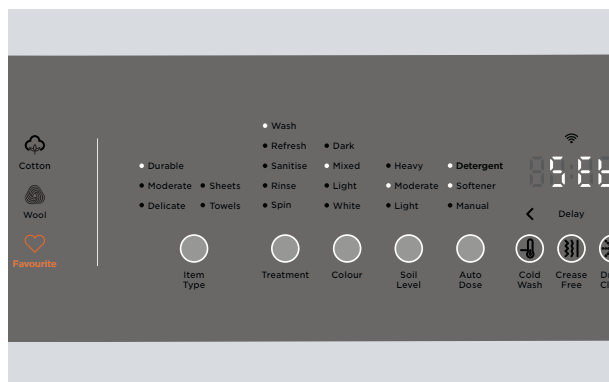 Cotton
Wool
Favourite
Durable
Moderate
Delicate
Sheets
Towels
Item
Type
Wash
Refresh
Sanitise
Rinse
Spin
Treatment
Dark
Mixed
Light
White
Colour
Heavy
Moderate
Light
Soil
Level
Detergent
Softener
Manual
Auto
Dose
Delay
Cold
Wash
Crease
Free